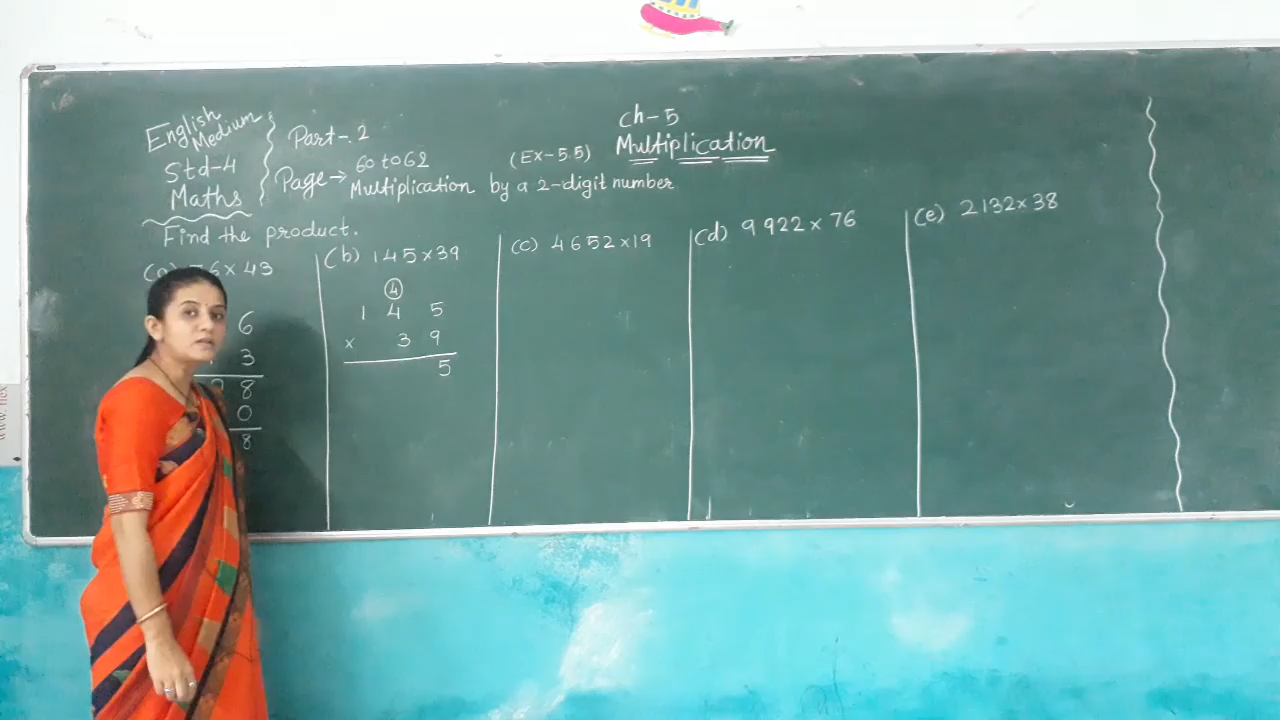 English Medium
Std-4
Maths
Part-2
Page→ 60 to 62
ch-5
(Ex-5.5) Multiplication
Multiplication by a 2-digit number
Find the product.
6×43
6
3
8
0
8
(b) 145×39
4
1 4 5
× 3 9
5
(c) 4652×19
(d) 9922×76
(e) 2132×38